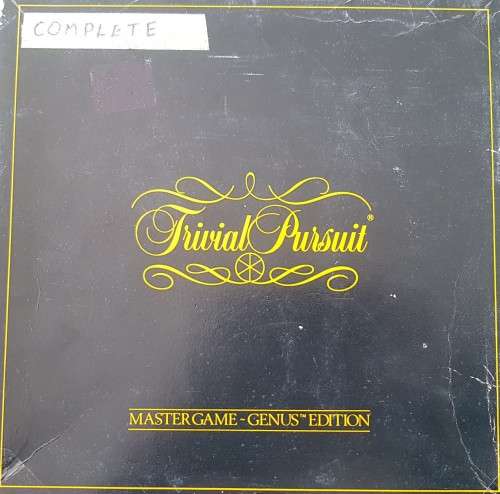 COMPLETE
Trivial Pursuit®
MASTER GAME - GENUS™ EDITION